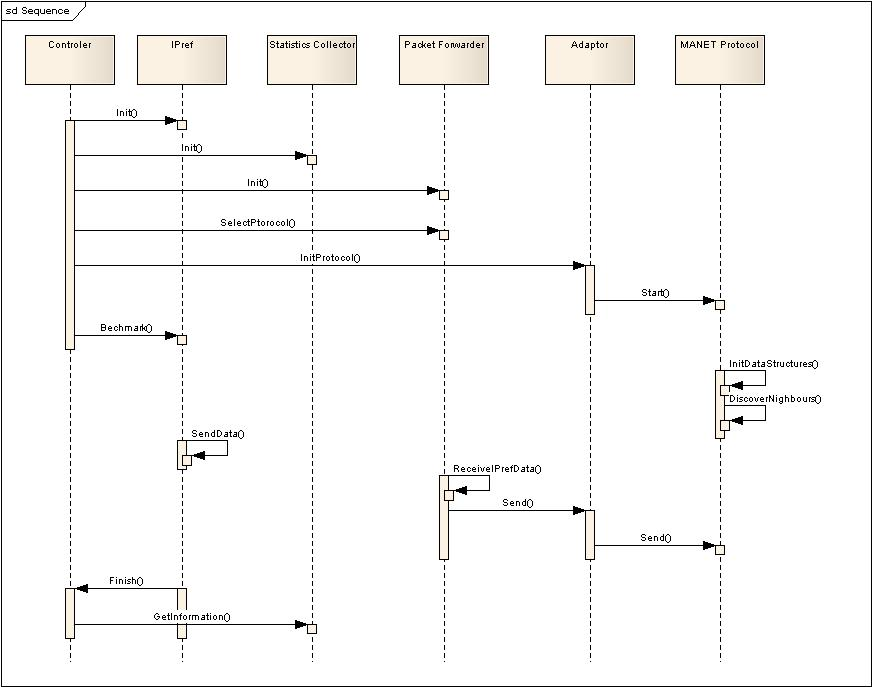 sd Sequence
Controler
IPref
Statistics Collector
Packet Forwarder
Adaptor
MANET Protocol
Init()
Init()
Init()
SelectPtorocol()
InitProtocol()
Start()
Bechmark()
InitDataStructures()
DiscoverNighbours()
SendData()
ReceiveIPrefData()
Send()
Send()
Finish()
GetInformation()